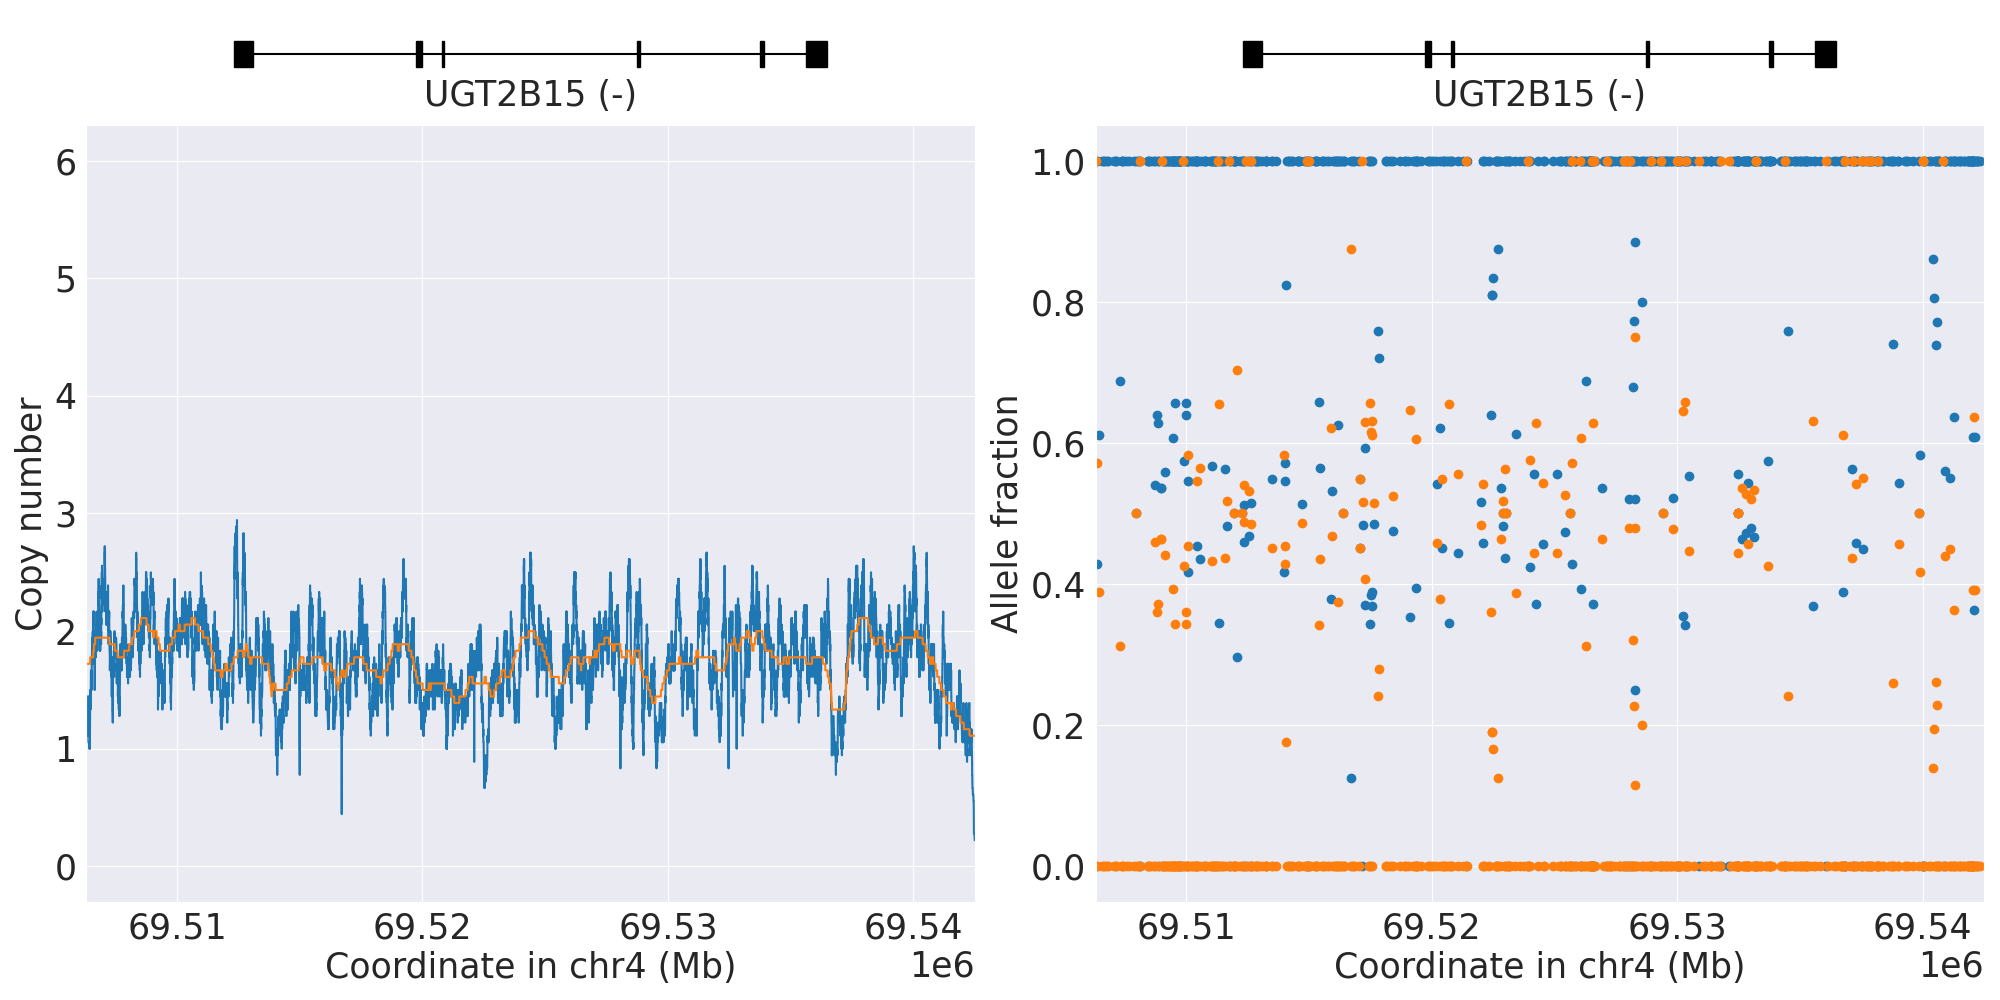 UGT2B15 (-)
UGT2B15 (-)
6
5
4
3
2
1
0
Copy number
69.51
69.52
69.53
69.54
Coordinate in chr4 (Mb)
1e6
1.0
0.8
0.6
0.4
0.2
0.0
Allele fraction
69.51
69.52
69.53
69.54
Coordinate in chr4 (Mb)
1e6